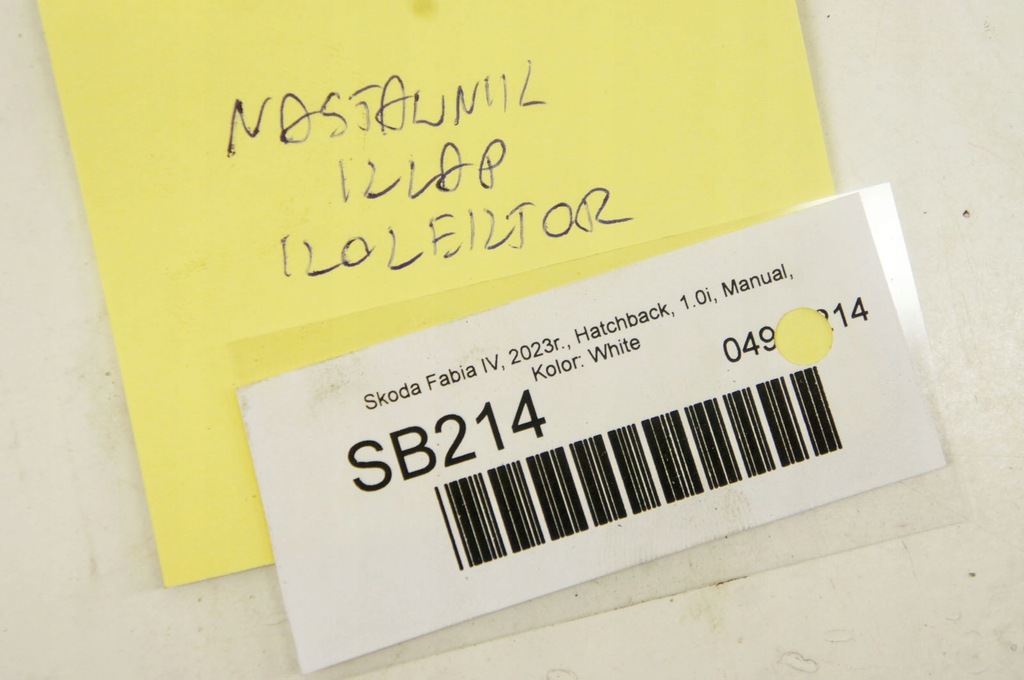 NASTAWNIK
KLAP
KOLEKTOR
Skoda Fabia IV, 2023r., Hatchback, 1.0i, Manual,
Kolor: White
SB214